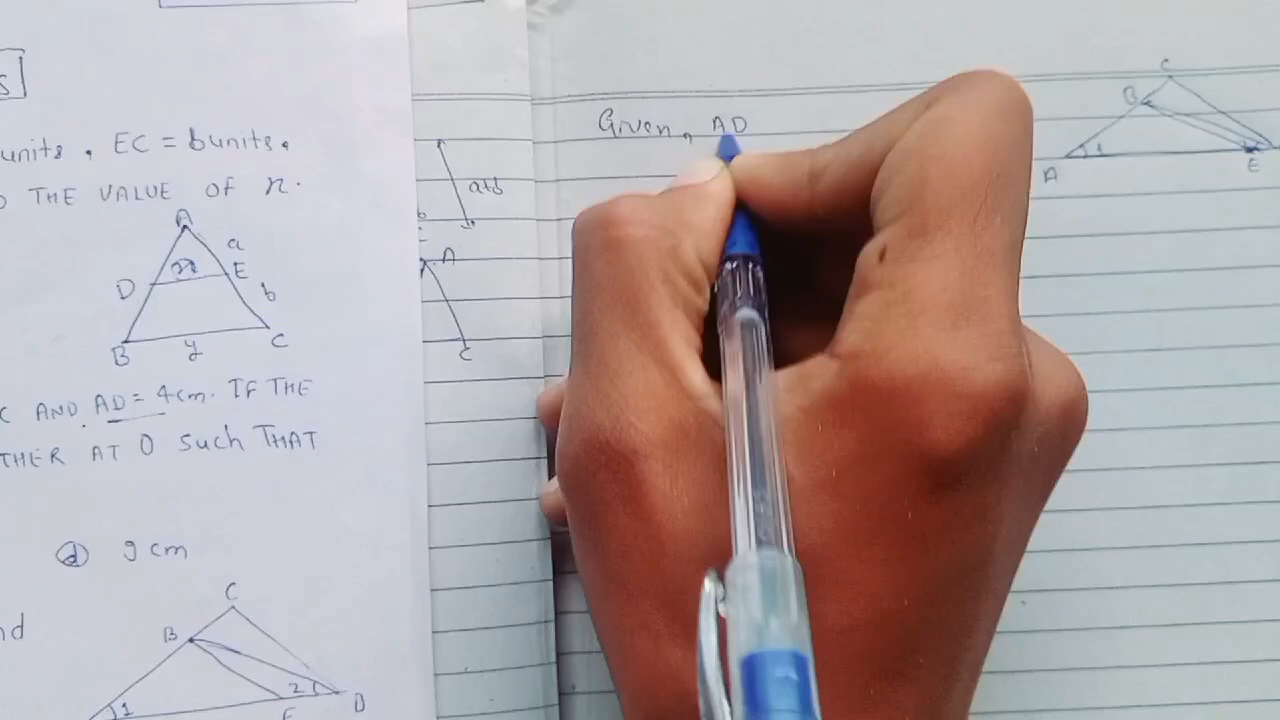 S
units, EC = b units.
THE VALUE OF x.
A
a
x
D
E
b
B
y
C
C AND AD = 4cm. IF THE
THER AT O such THAT
d 9 cm
nd
C
B
1
2
E
D
a+b
b
A
C
Given, AD
C
B
A
1
E